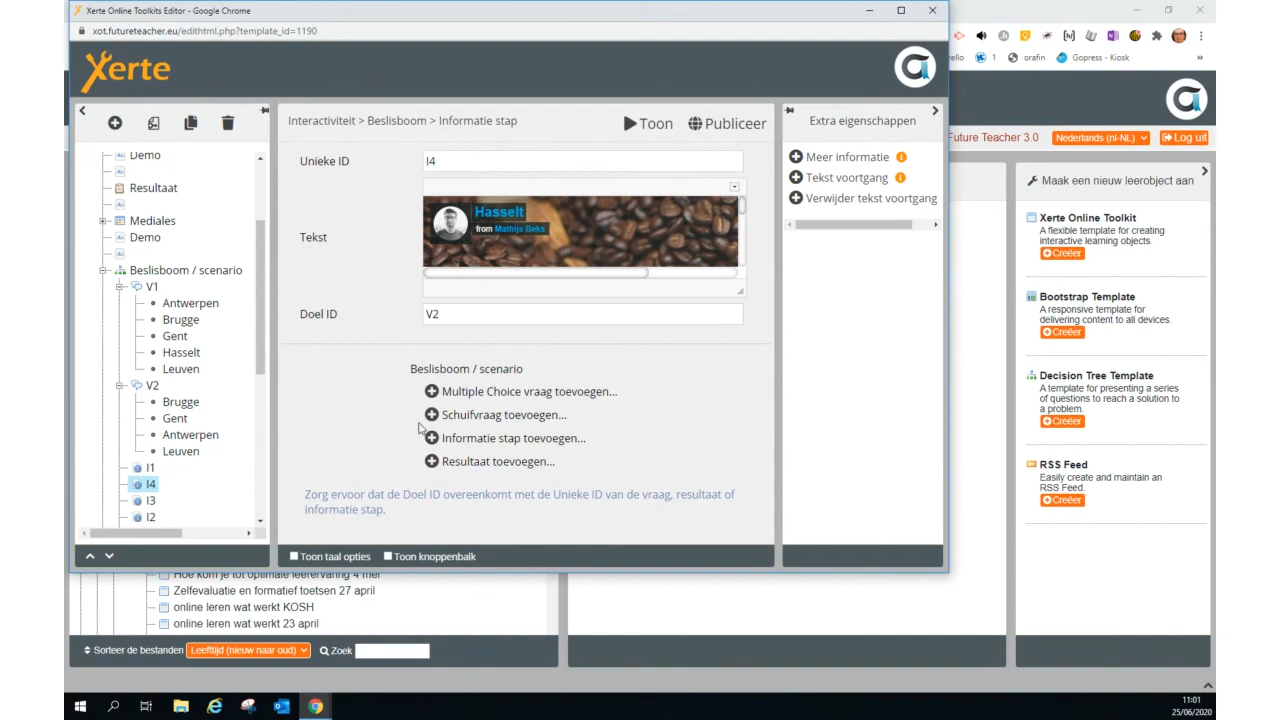 Xerte Online Toolkits Editor - Google Chrome
xot.futureteacher.eu/edithtml.php?template_id=1190
Xerte
Interactiviteit > Beslisboom > Informatie stap
Toon
Publiceer
Demo
Resultaat
Mediales
Demo
Beslisboom / scenario
V1
Antwerpen
Brugge
Gent
Hasselt
Leuven
V2
Brugge
Gent
Antwerpen
Leuven
I1
I4
I3
I2
Unieke ID
I4
Tekst
Hasselt
from Mathijs Beks
Doel ID
V2
Beslisboom / scenario
Multiple Choice vraag toevoegen...
Schuifvraag toevoegen...
Informatie stap toevoegen...
Resultaat toevoegen...
Zorg ervoor dat de Doel ID overeenkomt met de Unieke ID van de vraag, resultaat of
informatie stap.
Toon taal opties
Toon knoppenbalk
Extra eigenschappen
Meer informatie
Tekst voortgang
Verwijder tekst voortgang
1
orafin
Gopress - Kiosk
»
Future Teacher 3.0
Nederlands (nl-NL)
Log uit
Maak een nieuw leerobject aan
Xerte Online Toolkit
A flexible template for creating
interactive learning objects.
Creëer
Bootstrap Template
A responsive template for
delivering content to all devices.
Creëer
Decision Tree Template
A template for presenting a series
of questions to reach a solution to
a problem.
Creëer
RSS Feed
Easily create and maintain an
RSS Feed.
Creëer
Hoe kom je tot optimale leerervaring 4 mei
Zelfevaluatie en formatief toetsen 27 april
online leren wat werkt KOSH
online leren wat werkt 23 april
Sorteer de bestanden
Leeftijd (nieuw naar oud)
Zoek
11:01
25/06/2020